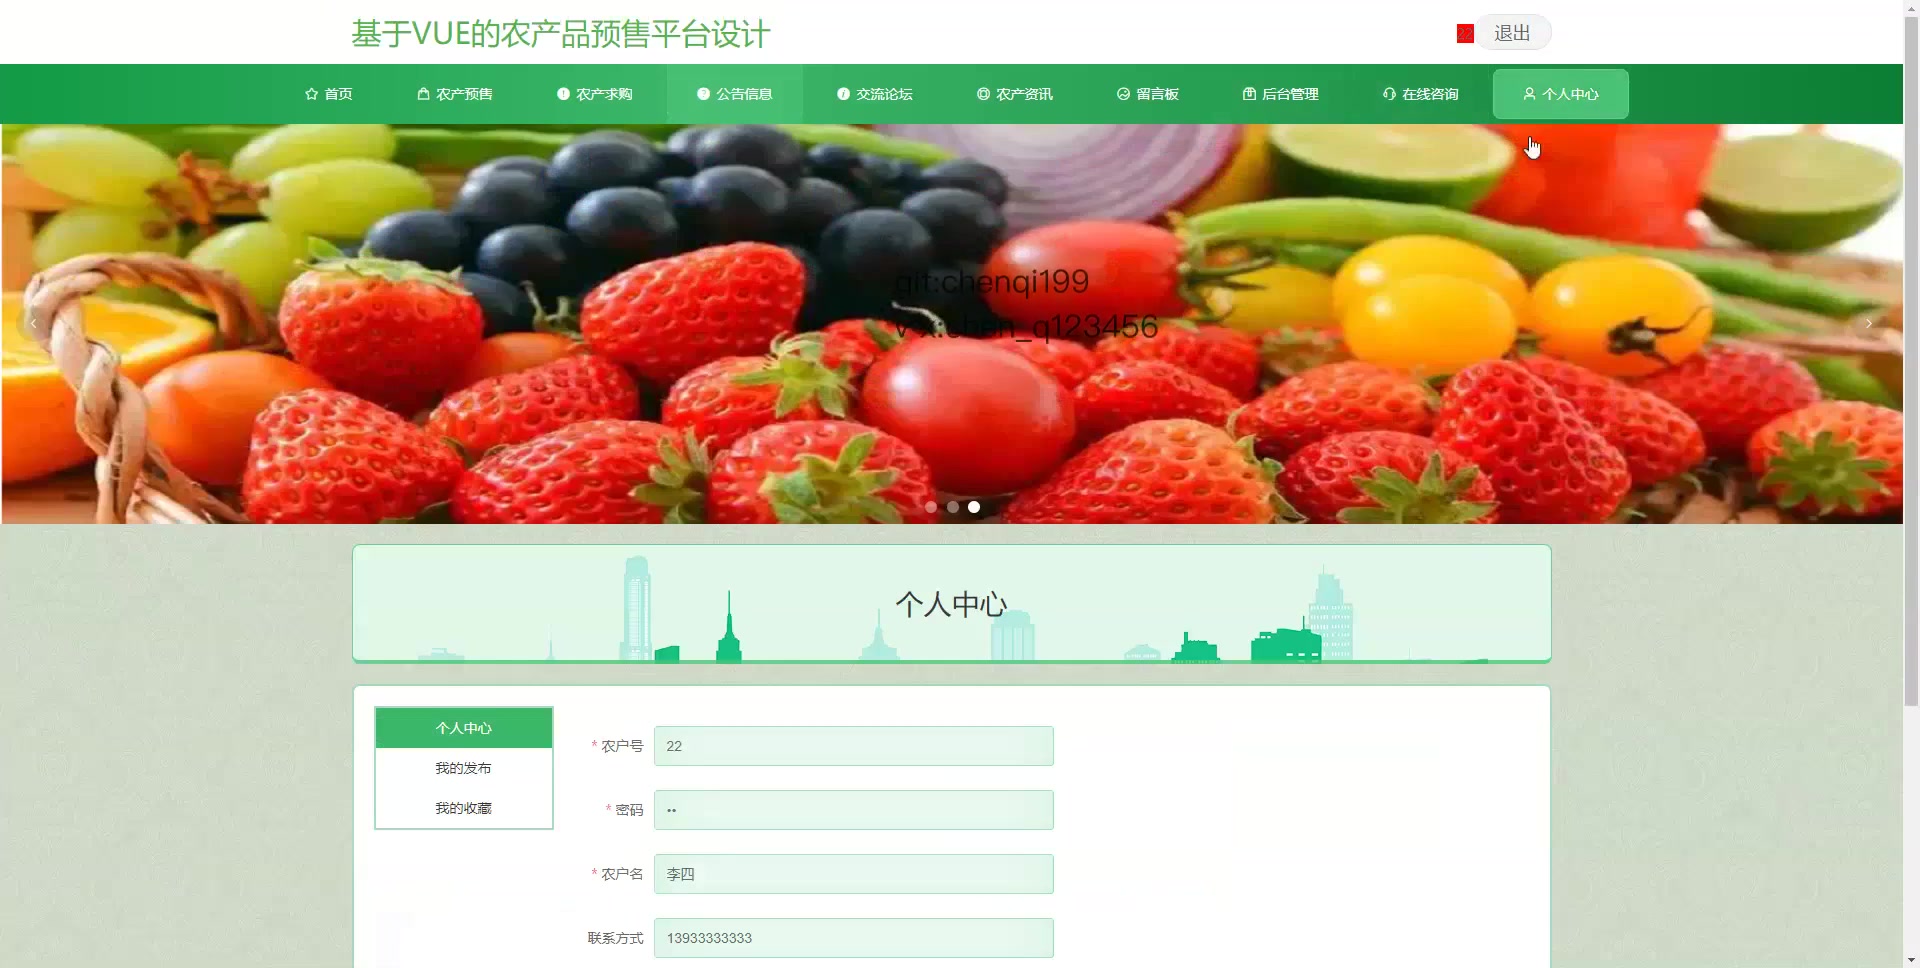 基于VUE的农产品预售平台设计
22 退出
首页 农产预售 农产求购 公告信息 交流论坛 农产资讯 留言板 后台管理 在线咨询 个人中心
git:chenqi199
v x:chen_q123456
个人中心
个人中心
我的发布
我的收藏
* 农户号 22
* 密码 ••
* 农户名 李四
联系方式 13933333333